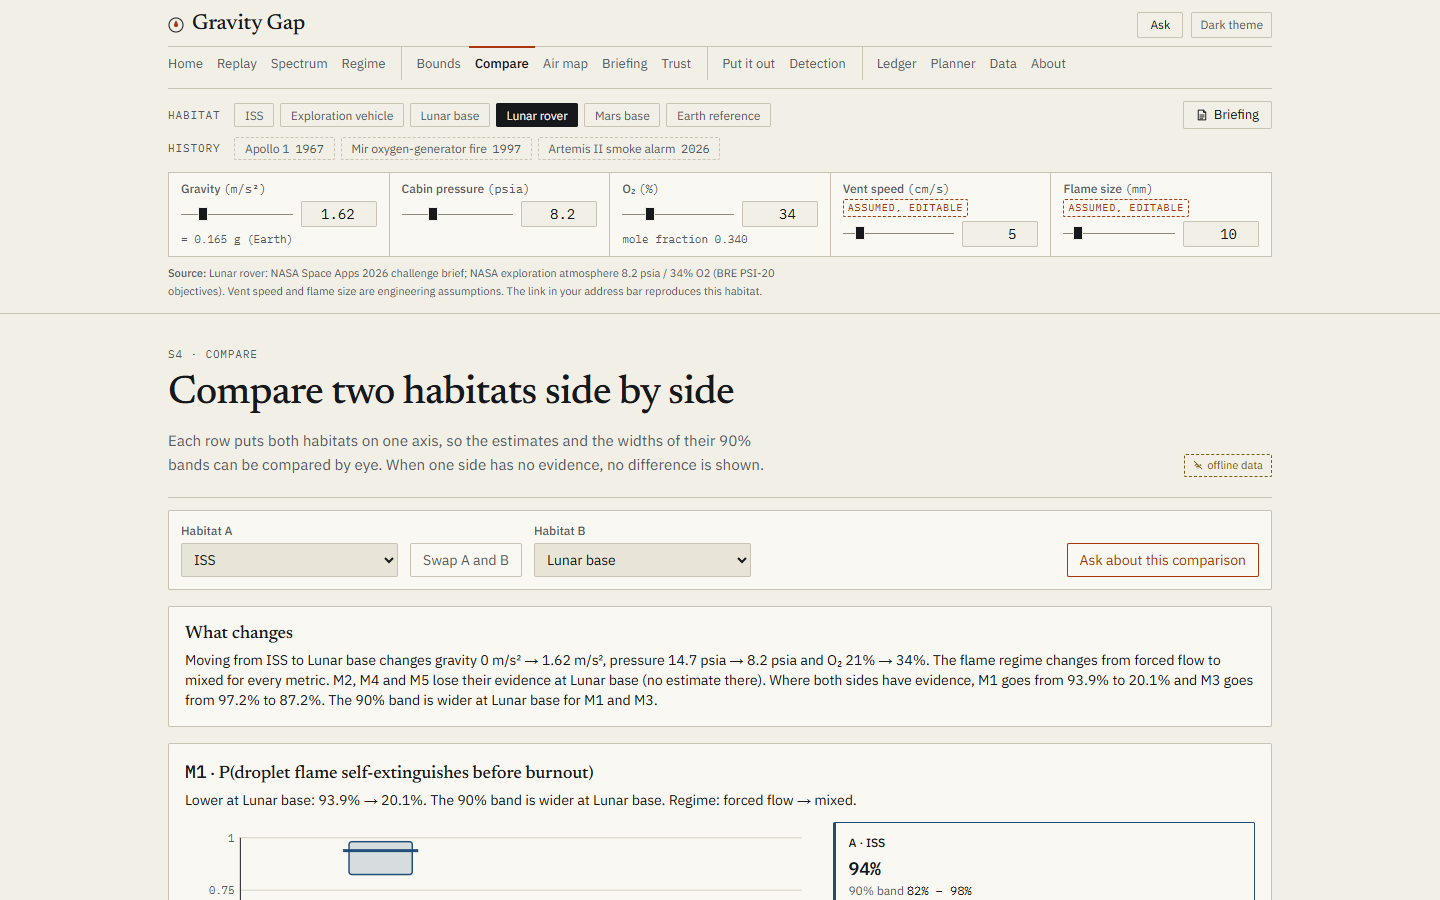 Gravity Gap
Ask
Dark theme
Home Replay Spectrum Regime Bounds Compare Air map Briefing Trust Put it out Detection Ledger Planner Data About
HABITAT ISS Exploration vehicle Lunar base Lunar rover Mars base Earth reference
Briefing
HISTORY Apollo 1 1967 Mir oxygen-generator fire 1997 Artemis II smoke alarm 2026
Gravity (m/s²)
1.62
= 0.165 g (Earth)
Cabin pressure (psia)
8.2
O₂ (%)
34
mole fraction 0.340
Vent speed (cm/s)
ASSUMED, EDITABLE
5
Flame size (mm)
ASSUMED, EDITABLE
10
Source: Lunar rover: NASA Space Apps 2026 challenge brief; NASA exploration atmosphere 8.2 psia / 34% O2 (BRE PSI-20
objectives). Vent speed and flame size are engineering assumptions. The link in your address bar reproduces this habitat.
S4 · COMPARE
Compare two habitats side by side
Each row puts both habitats on one axis, so the estimates and the widths of their 90%
bands can be compared by eye. When one side has no evidence, no difference is shown.
offline data
Habitat A
ISS
Swap A and B
Habitat B
Lunar base
Ask about this comparison
What changes
Moving from ISS to Lunar base changes gravity 0 m/s² → 1.62 m/s², pressure 14.7 psia → 8.2 psia and O₂ 21% → 34%. The flame regime changes from forced flow to
mixed for every metric. M2, M4 and M5 lose their evidence at Lunar base (no estimate there). Where both sides have evidence, M1 goes from 93.9% to 20.1% and M3 goes
from 97.2% to 87.2%. The 90% band is wider at Lunar base for M1 and M3.
M1 · P(droplet flame self-extinguishes before burnout)
Lower at Lunar base: 93.9% → 20.1%. The 90% band is wider at Lunar base. Regime: forced flow → mixed.
1
0.75
A · ISS
94%
90% band 82% – 98%